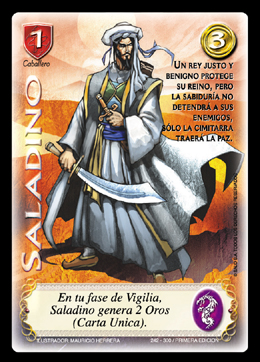 1
3
Caballero
Un rey justo y
benigno protege
su reino, pero
la sabiduría no
detendrá a sus
enemigos,
sólo la cimitarra
traerá la paz.
Saladino
En tu fase de Vigilia,
Saladino genera 2 Oros
(Carta Unica).
ILUSTRADOR: MAURICIO HERRERA
/ PRIMERA EDICION